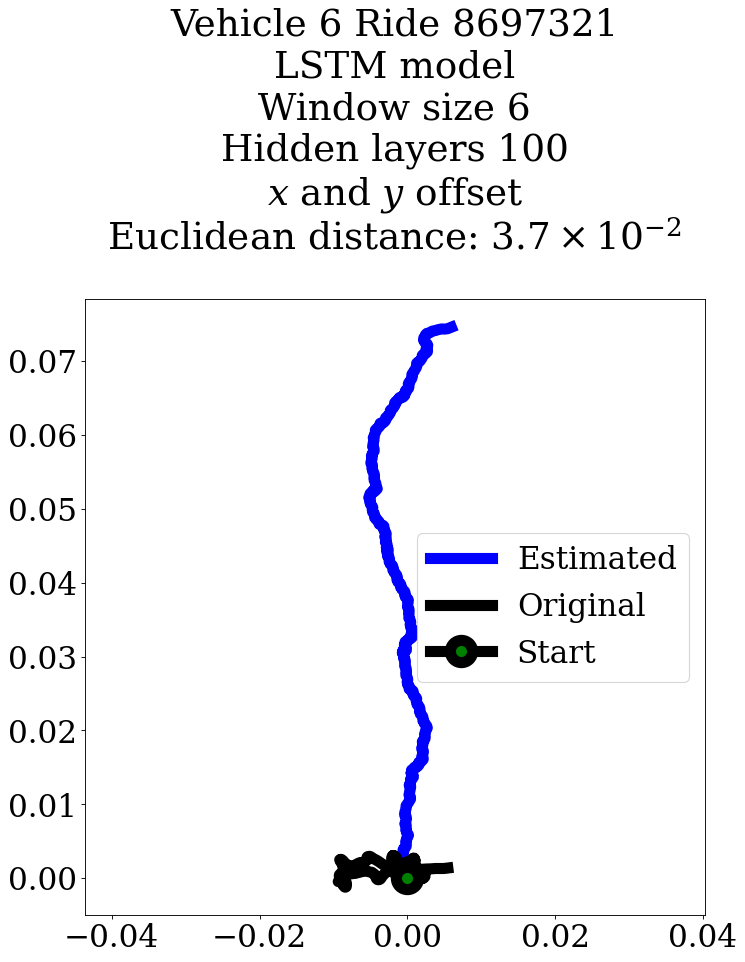 Vehicle 6 Ride 8697321
LSTM model
Window size 6
Hidden layers 100
x and y offset
Euclidean distance: 3.7 × 10⁻²
0.07
0.06
0.05
0.04
0.03
0.02
0.01
0.00
Estimated
Original
Start
−0.04 −0.02 0.00 0.02 0.04